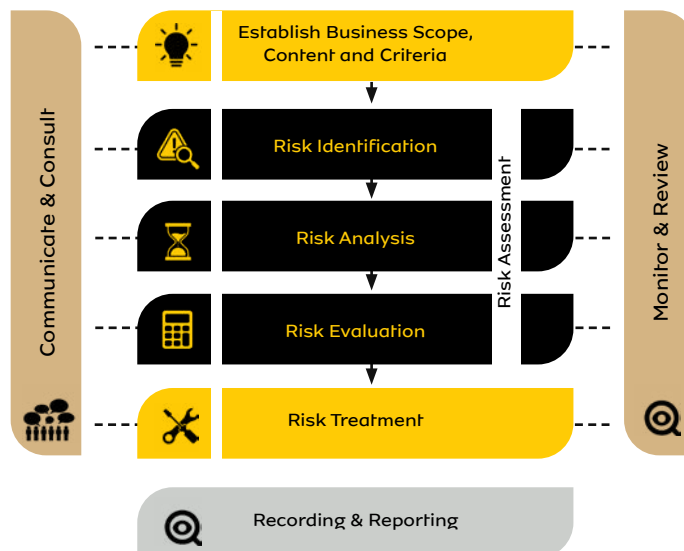 Establish Business Scope,
Content and Criteria
Communicate & Consult
Risk Identification
Risk Analysis
Risk Evaluation
Risk Assessment
Monitor & Review
Risk Treatment
Recording & Reporting